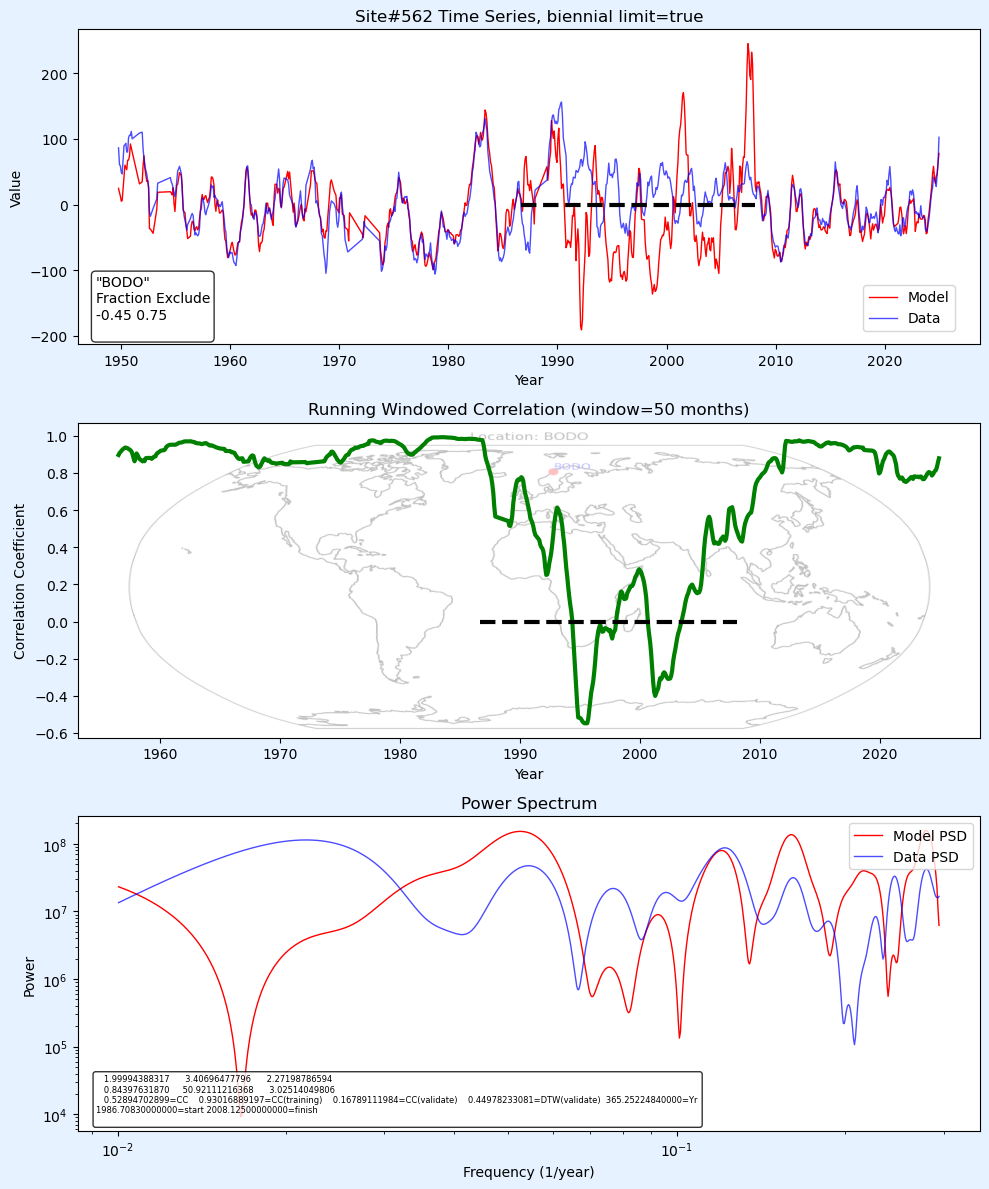 Site#562 Time Series, biennial limit=true
Value
200
100
0
−100
−200
"BODO"
Fraction Exclude
-0.45 0.75
Model
Data
1950 1960 1970 1980 1990 2000 2010 2020
Year
Running Windowed Correlation (window=50 months)
Location: BODO
BODO
Correlation Coefficient
1.0
0.8
0.6
0.4
0.2
0.0
−0.2
−0.4
−0.6
1960 1970 1980 1990 2000 2010 2020
Year
Power Spectrum
Model PSD
Data PSD
Power
10^8
10^7
10^6
10^5
10^4
1.99994388317 3.40696477796 2.27198786594
0.84397631870 50.92111216368 3.02514049806
0.52894702899=CC 0.93016889197=CC(training) 0.16789111984=CC(validate) 0.44978233081=DTW(validate) 365.25224840000=Yr
1986.70830000000=start 2008.12500000000=finish
10^−2 10^−1
Frequency (1/year)